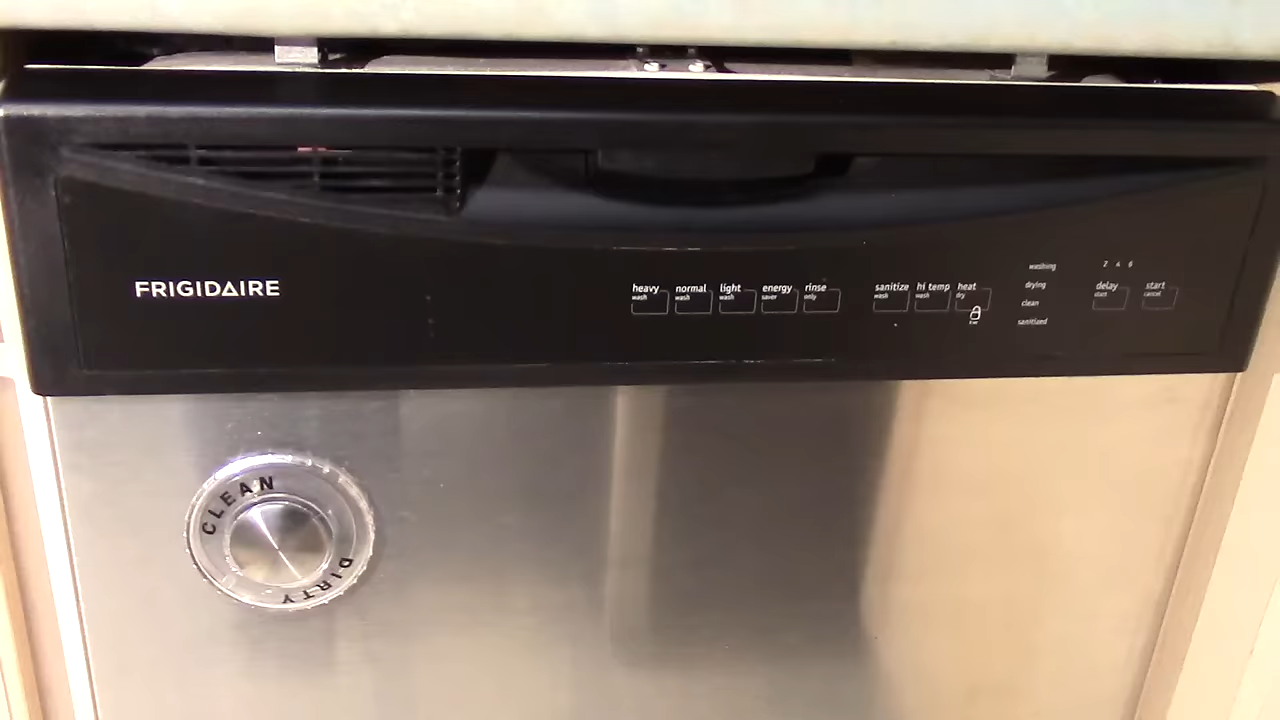 FRIGIDAIRE
heavy wash
normal wash
light wash
energy saver
rinse only
sanitize wash
hi temp wash
heat dry
washing
drying
clean
sanitized
2 4 6
delay start
start cancel
CLEAN
DIRTY